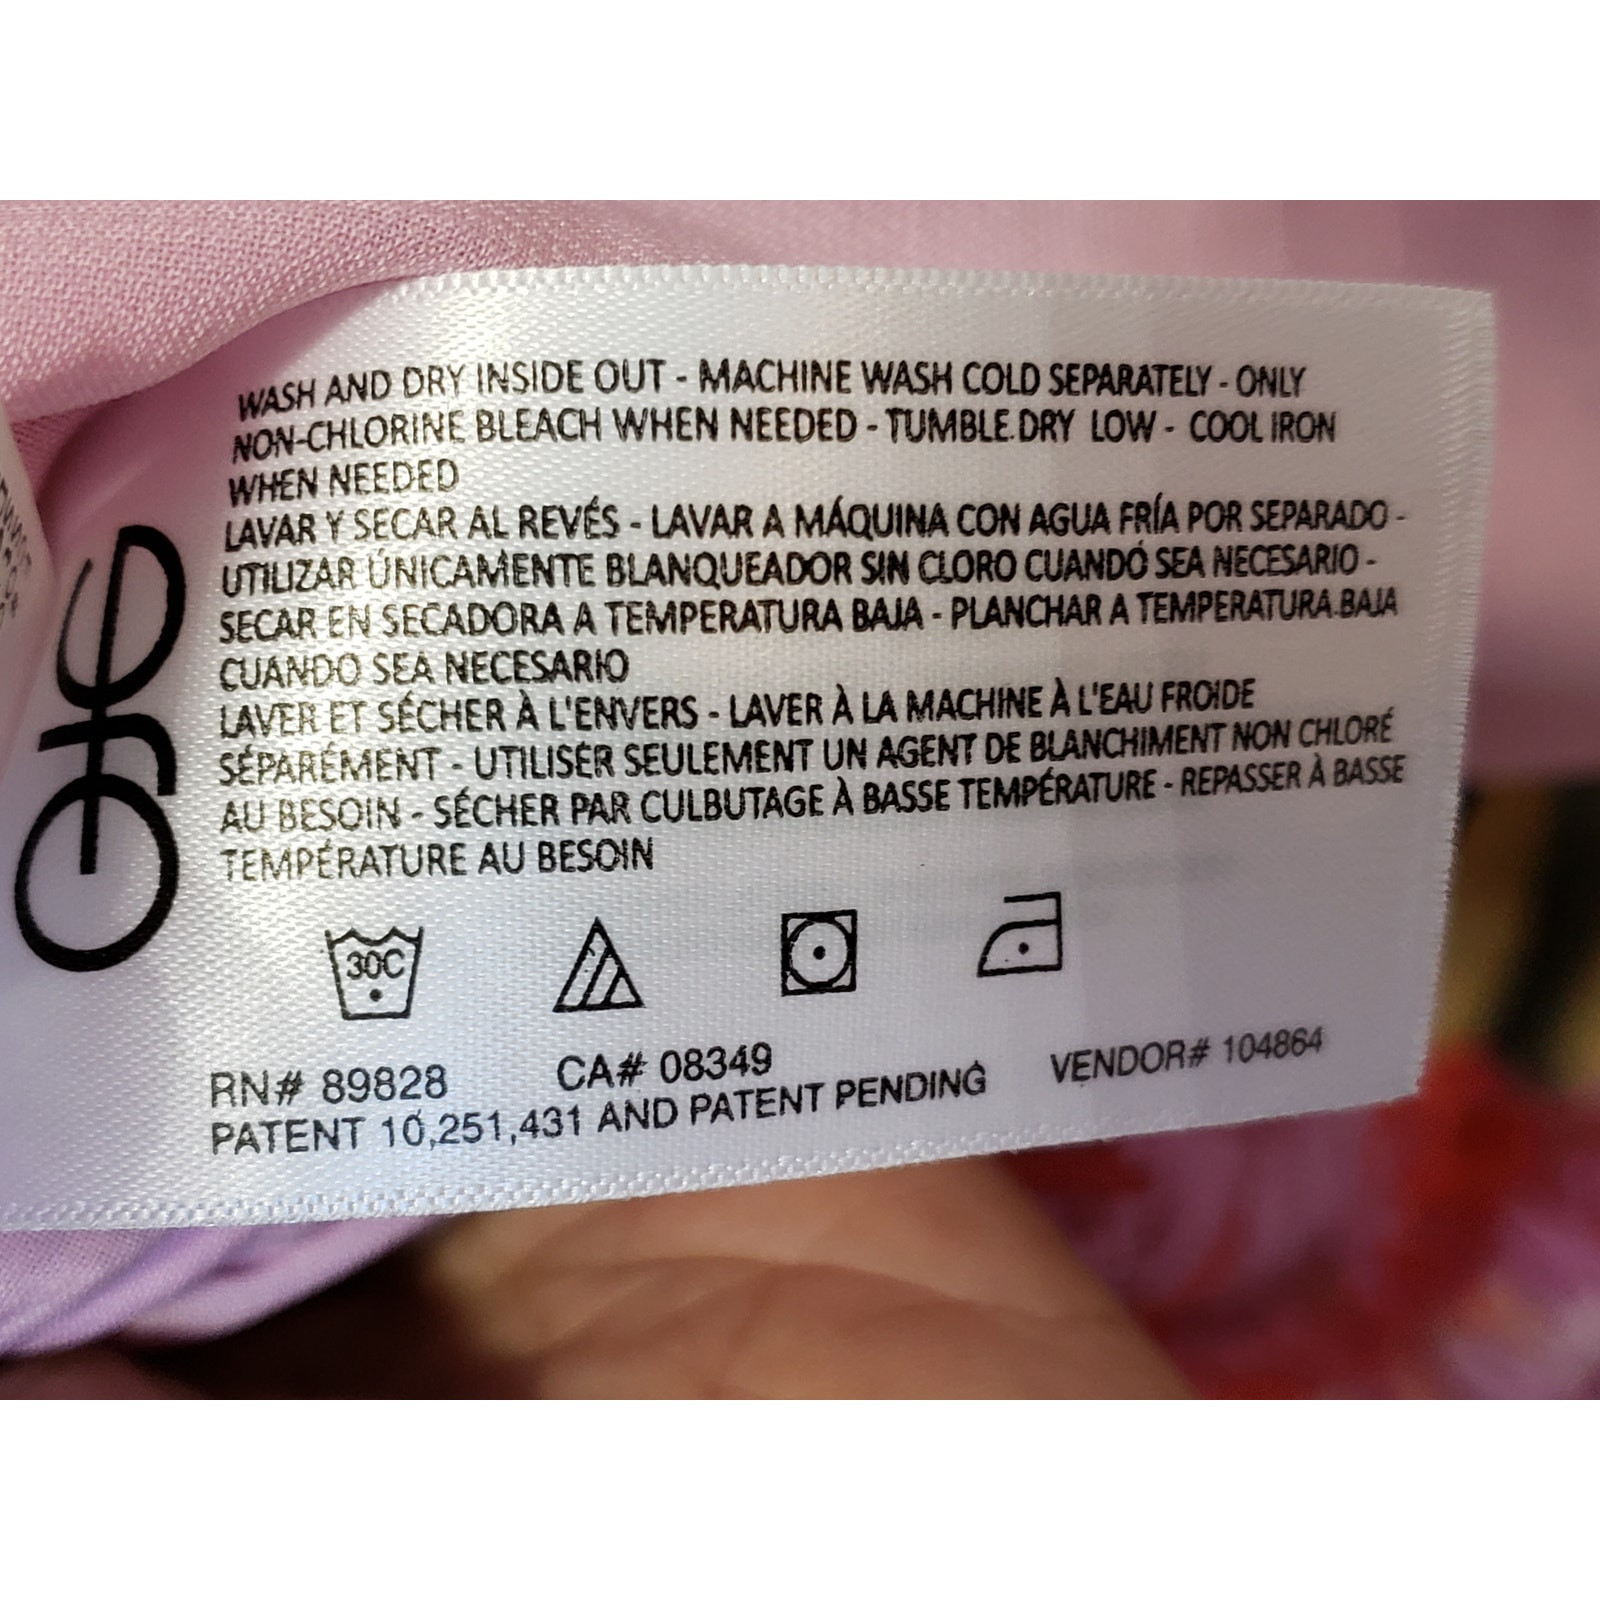 WASH AND DRY INSIDE OUT - MACHINE WASH COLD SEPARATELY - ONLY
NON-CHLORINE BLEACH WHEN NEEDED - TUMBLE DRY LOW - COOL IRON
WHEN NEEDED
LAVAR Y SECAR AL REVÉS - LAVAR A MÁQUINA CON AGUA FRÍA POR SEPARADO -
UTILIZAR ÚNICAMENTE BLANQUEADOR SIN CLORO CUANDO SEA NECESARIO -
SECAR EN SECADORA A TEMPERATURA BAJA - PLANCHAR A TEMPERATURA BAJA
CUANDO SEA NECESARIO
LAVER ET SÉCHER À L'ENVERS - LAVER À LA MACHINE À L'EAU FROIDE
SÉPARÉMENT - UTILISER SEULEMENT UN AGENT DE BLANCHIMENT NON CHLORÉ
AU BESOIN - SÉCHER PAR CULBUTAGE À BASSE TEMPÉRATURE - REPASSER À BASSE
TEMPÉRATURE AU BESOIN
30C
RN# 89828 CA# 08349 VENDOR# 104864
PATENT 10,251,431 AND PATENT PENDING